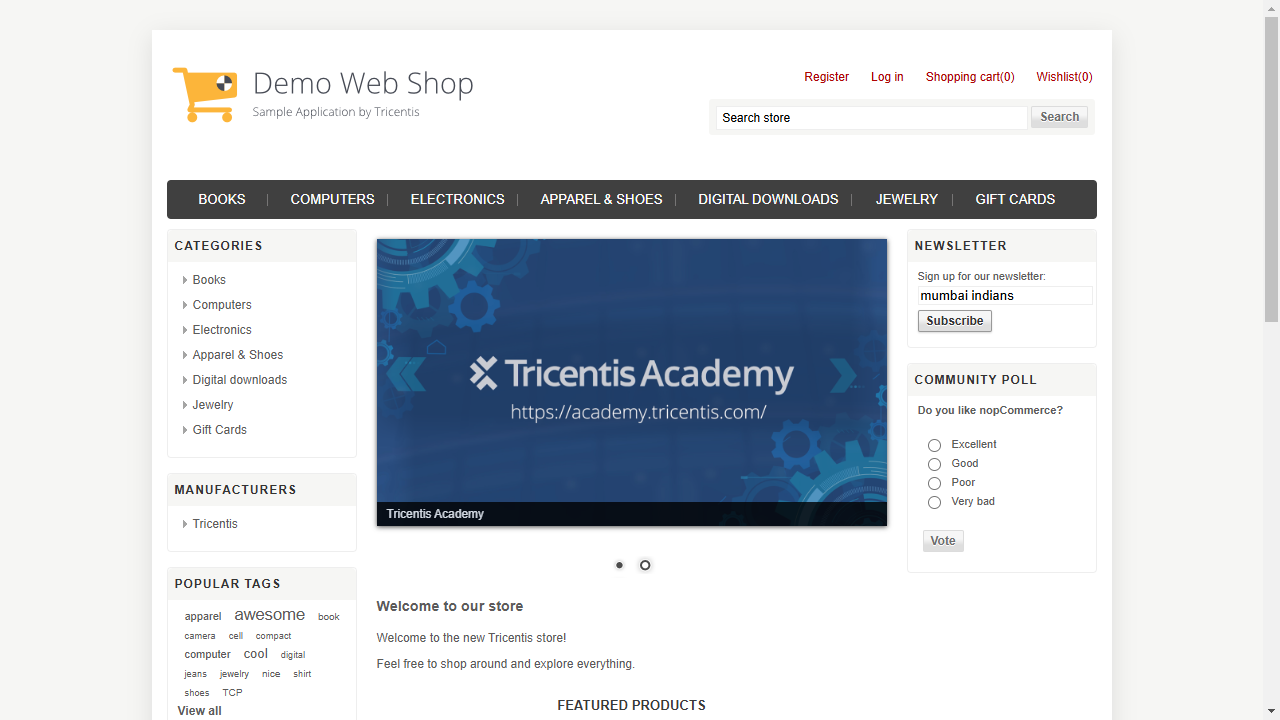 Demo Web Shop
Sample Application by Tricentis
Register Log in Shopping cart(0) Wishlist(0)
Search store Search
BOOKS COMPUTERS ELECTRONICS APPAREL & SHOES DIGITAL DOWNLOADS JEWELRY GIFT CARDS
CATEGORIES
Books
Computers
Electronics
Apparel & Shoes
Digital downloads
Jewelry
Gift Cards
MANUFACTURERS
Tricentis
POPULAR TAGS
apparel awesome book
camera cell compact
computer cool digital
jeans jewelry nice shirt
shoes TCP
View all
Tricentis Academy
https://academy.tricentis.com/
Tricentis Academy
Welcome to our store
Welcome to the new Tricentis store!
Feel free to shop around and explore everything.
FEATURED PRODUCTS
NEWSLETTER
Sign up for our newsletter:
mumbai indians
Subscribe
COMMUNITY POLL
Do you like nopCommerce?
Excellent
Good
Poor
Very bad
Vote